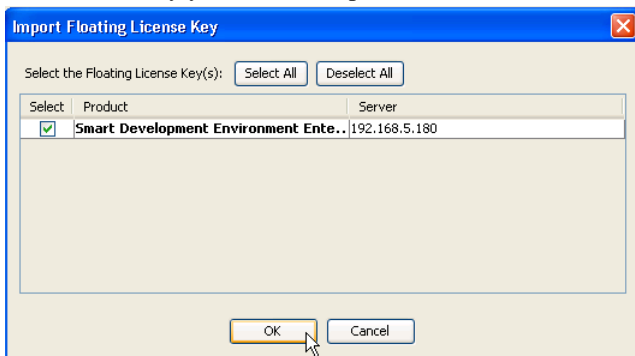 Import Floating License Key
Select the Floating License Key(s): Select All Deselect All
Select Product Server
Smart Development Environment Ente.. 192.168.5.180
OK Cancel